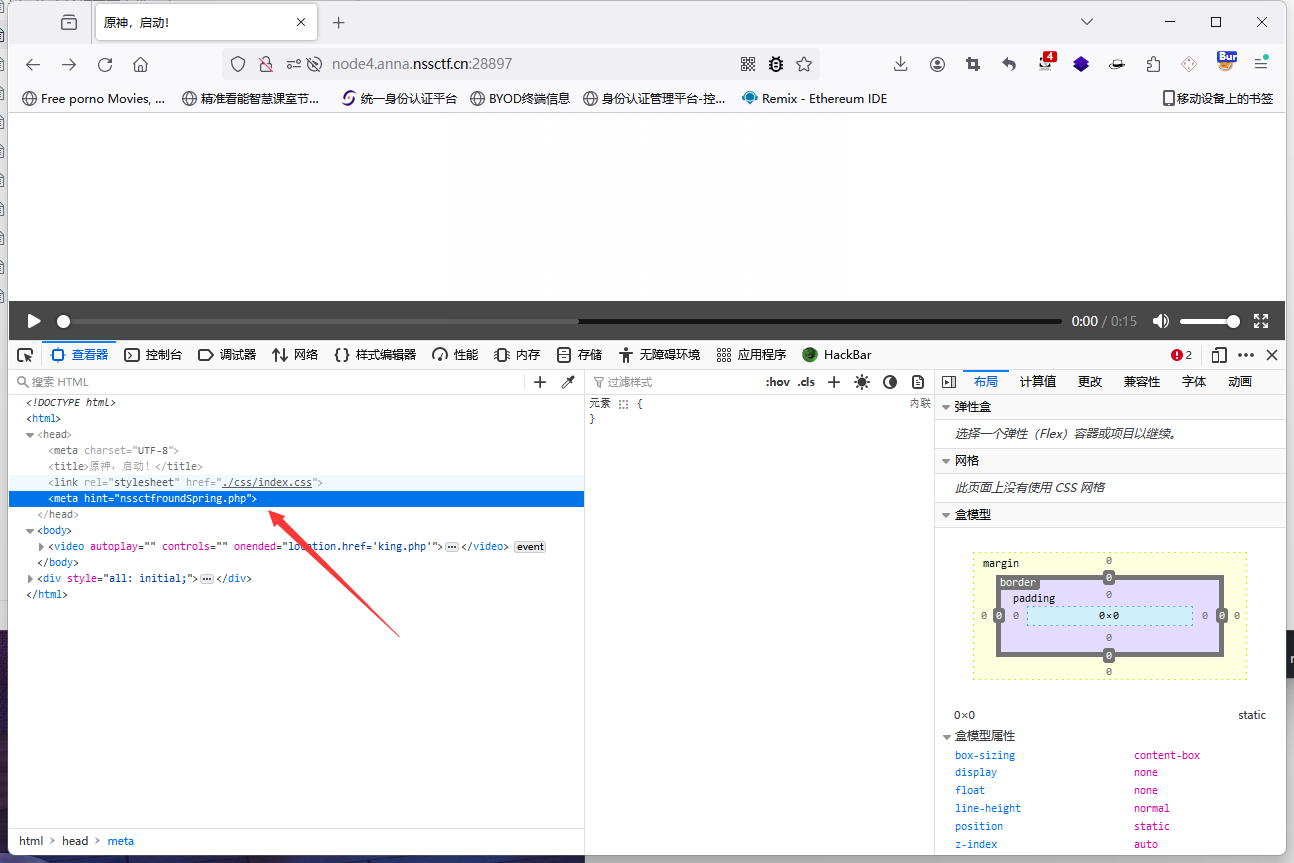 原神，启动!
node4.anna.nssctf.cn:28897
4
Bur
Free porno Movies, ...
精准看能智慧课室节...
统一身份认证平台
BYOD终端信息
身份认证管理平台-控...
Remix - Ethereum IDE
移动设备上的书签
0:00 / 0:15
查看器
控制台
调试器
网络
样式编辑器
性能
内存
存储
无障碍环境
应用程序
HackBar
2
搜索 HTML
<!DOCTYPE html>
<html>
<head>
<meta charset="UTF-8">
<title>原神，启动! </title>
<link rel="stylesheet" href="./css/index.css">
<meta hint="nssctfroundSpring.php">
</head>
<body>
<video autoplay="" controls="" onended="location.href='king.php'"> ... </video> event
</body>
<div style="all: initial;"> ... </div>
</html>
html > head > meta
过滤样式
:hov .cls
元素 {
内联
}
布局
计算值
更改
兼容性
字体
动画
弹性盒
选择一个弹性（Flex）容器或项目以继续。
网格
此页面上没有使用 CSS 网格
盒模型
margin
0
border
0
padding
0
0 0 0 0×0 0 0 0
0
0
0
0×0
static
盒模型属性
box-sizing content-box
display none
float none
line-height normal
position static
z-index auto